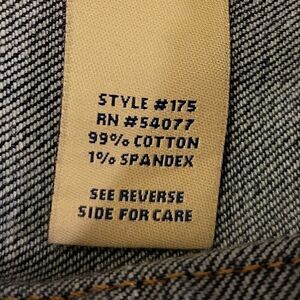 STYLE #175
RN #54077
99% COTTON
1% SPANDEX
SEE REVERSE
SIDE FOR CARE